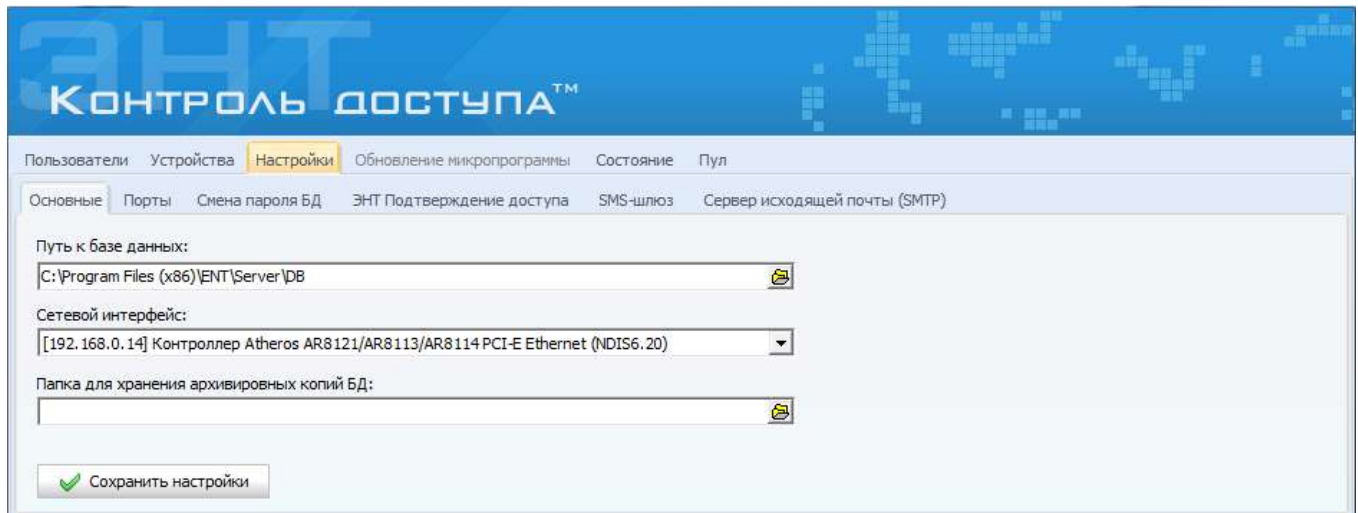 ЭНТ
Контроль доступа™
Пользователи Устройства Настройки Обновление микропрограммы Состояние Пул
Основные Порты Смена пароля БД ЭНТ Подтверждение доступа SMS-шлюз Сервер исходящей почты (SMTP)
Путь к базе данных:
C:\Program Files (x86)\ENT\Server\DB
Сетевой интерфейс:
[192.168.0.14] Контроллер Atheros AR8121/AR8113/AR8114 PCI-E Ethernet (NDIS6.20)
Папка для хранения архивировных копий БД:
Сохранить настройки